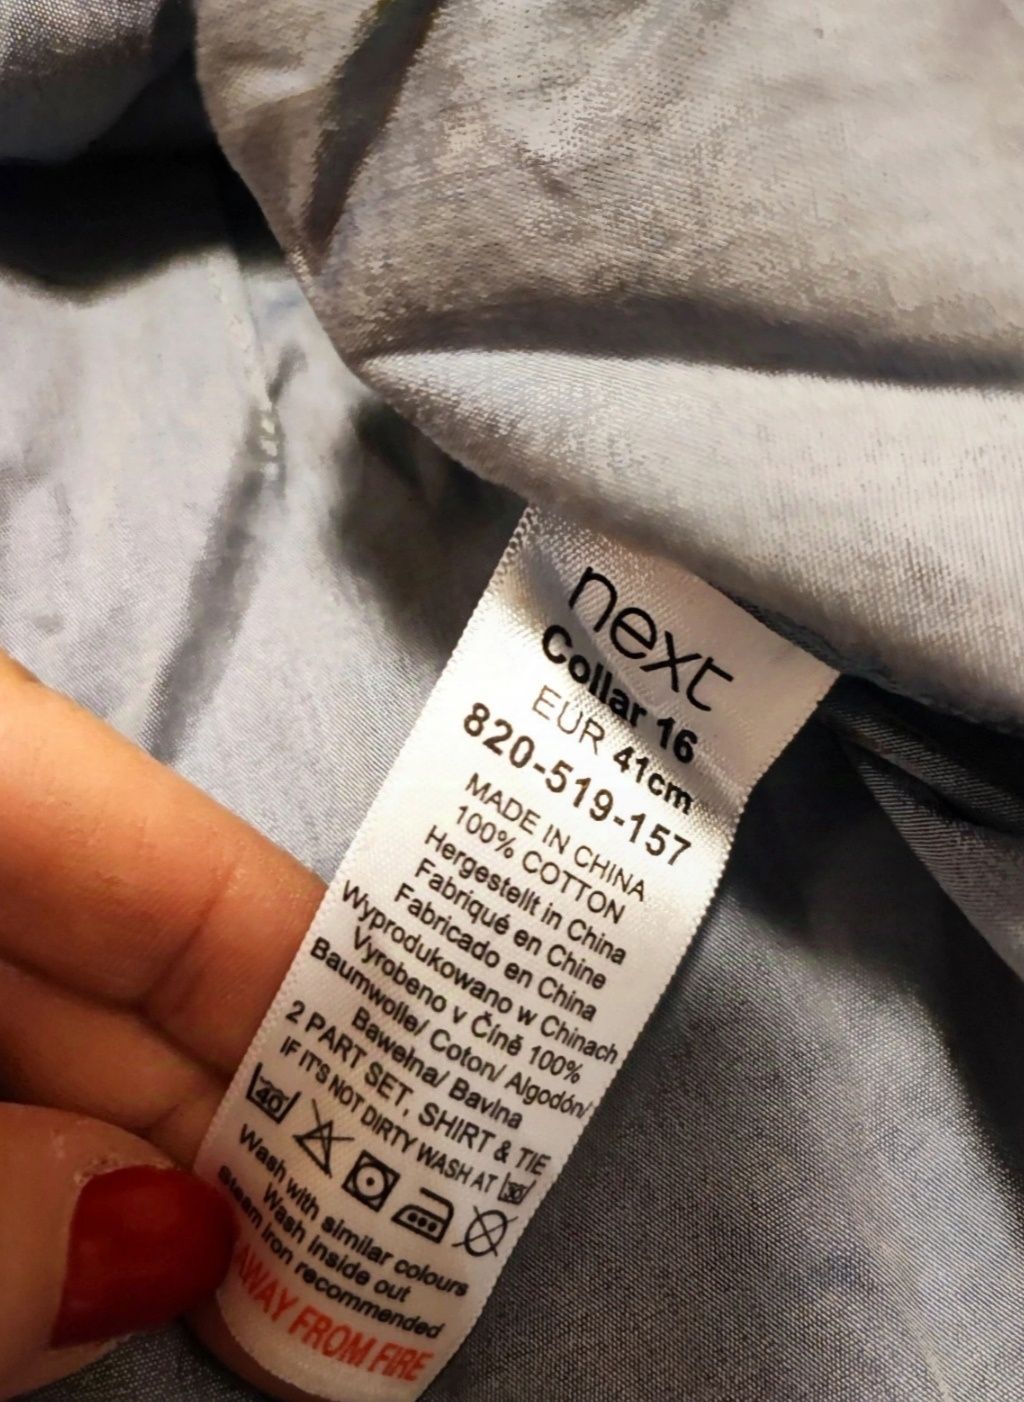 next
Collar 16
EUR 41cm
820-519-157
MADE IN CHINA
100% COTTON
Hergestellt in China
Fabriqué en Chine
Fabricado en China
Wyprodukowano w Chinach
Vyrobeno v Číně 100%
Baumwolle/ Coton/ Algodón/
Bawełna/ Bavlna
2 PART SET, SHIRT & TIE
IF IT'S NOT DIRTY WASH AT 30
40
Wash with similar colours
Wash inside out
Steam iron recommended
AWAY FROM FIRE